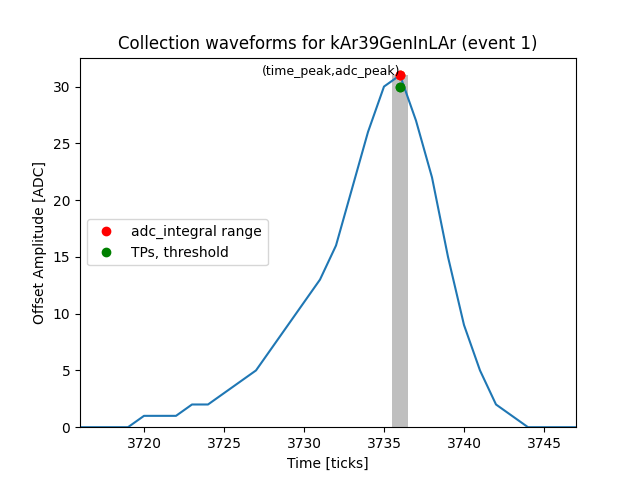 Collection waveforms for kAr39GenInLAr (event 1)
(time_peak,adc_peak)
30
25
20
15
10
5
0
Offset Amplitude [ADC]
adc_integral range
TPs, threshold
3720 3725 3730 3735 3740 3745
Time [ticks]